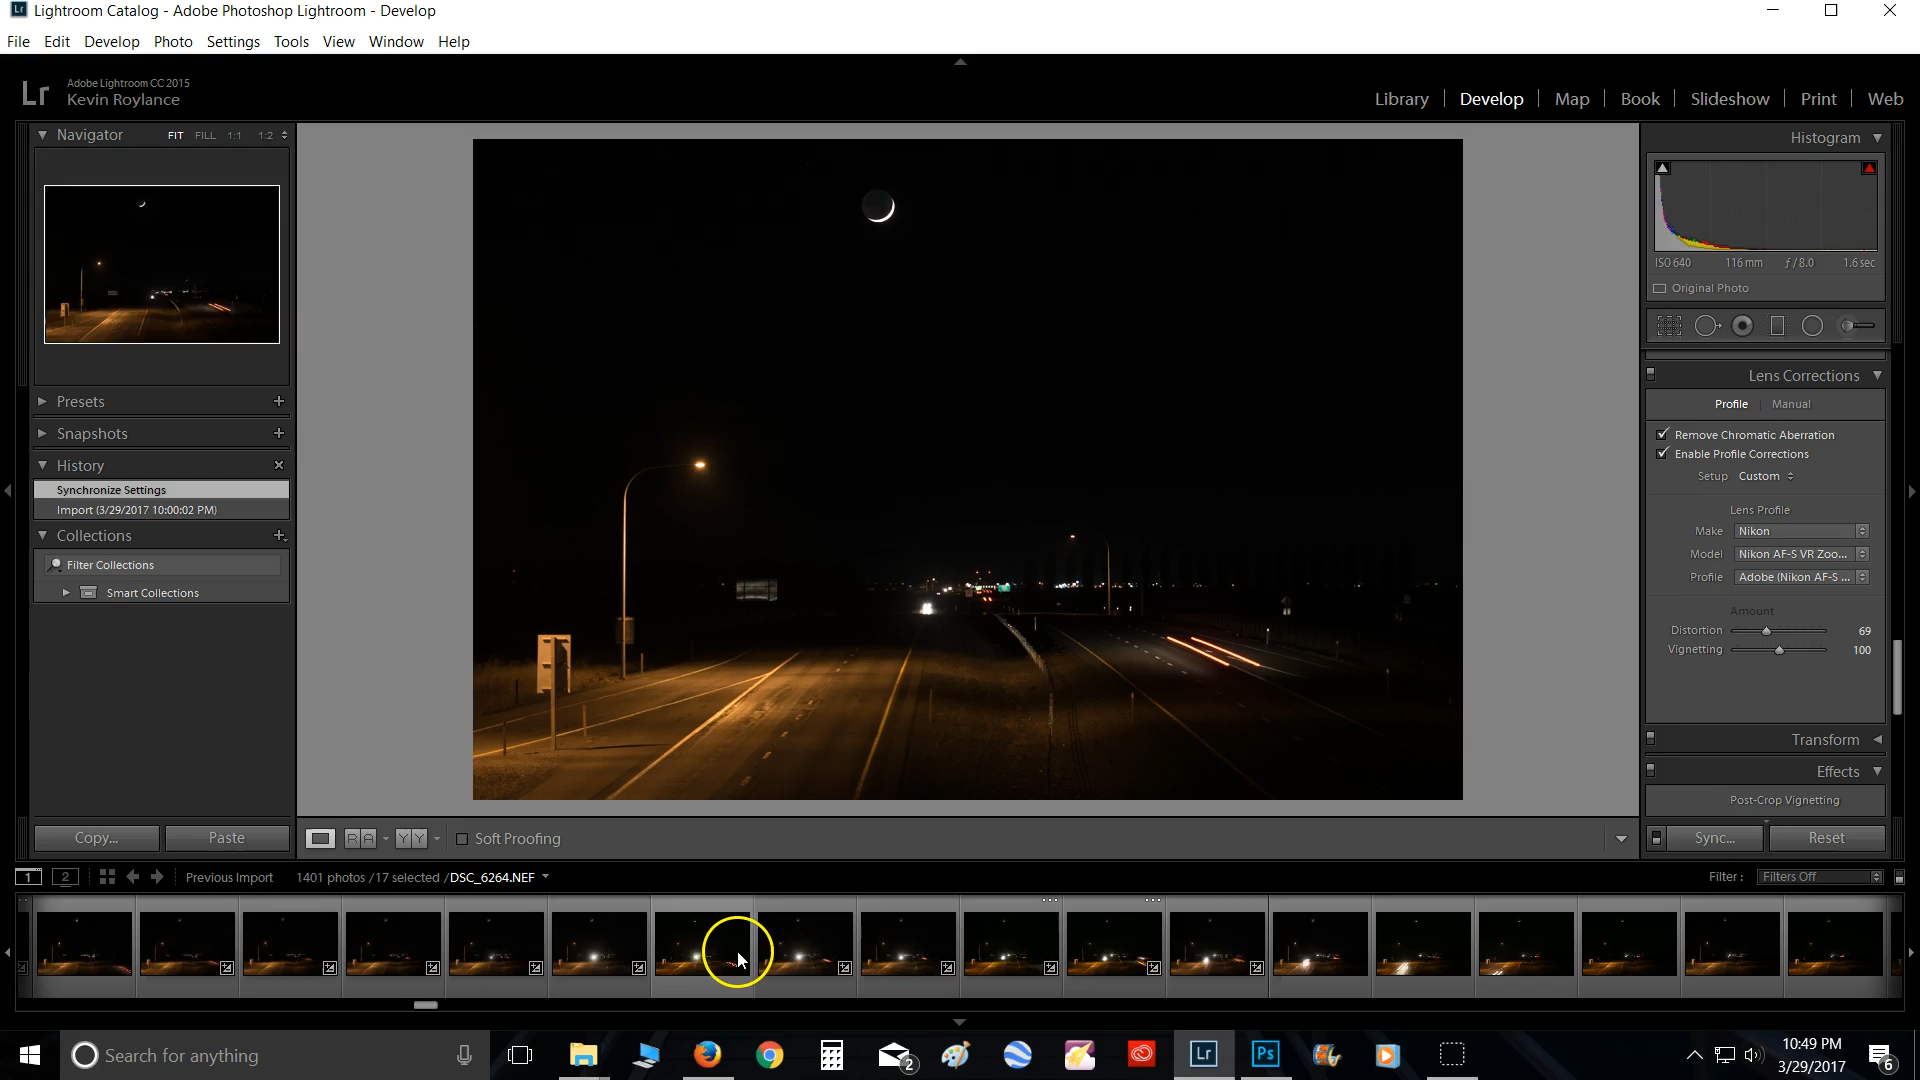 Lr Lightroom Catalog - Adobe Photoshop Lightroom - Develop
File Edit Develop Photo Settings Tools View Window Help
Lr Adobe Lightroom CC 2015
Kevin Roylance
Library Develop Map Book Slideshow Print Web
Navigator FIT FILL 1:1 1:2
Presets
Snapshots
History
Synchronize Settings
Import (3/29/2017 10:00:02 PM)
Collections
Filter Collections
Smart Collections
Copy... Paste
Histogram
ISO 640 116 mm ƒ / 8.0 1.6 sec
Original Photo
Lens Corrections
Profile Manual
Remove Chromatic Aberration
Enable Profile Corrections
Setup Custom
Lens Profile
Make Nikon
Model Nikon AF-S VR Zoo...
Profile Adobe (Nikon AF-S ...
Amount
Distortion 69
Vignetting 100
Transform
Effects
Post-Crop Vignetting
Sync... Reset
R A Y Y Soft Proofing
1 2 Previous Import 1401 photos / 17 selected / DSC_6264.NEF
Filter : Filters Off
Search for anything
2
Lr Ps
10:49 PM
3/29/2017
6